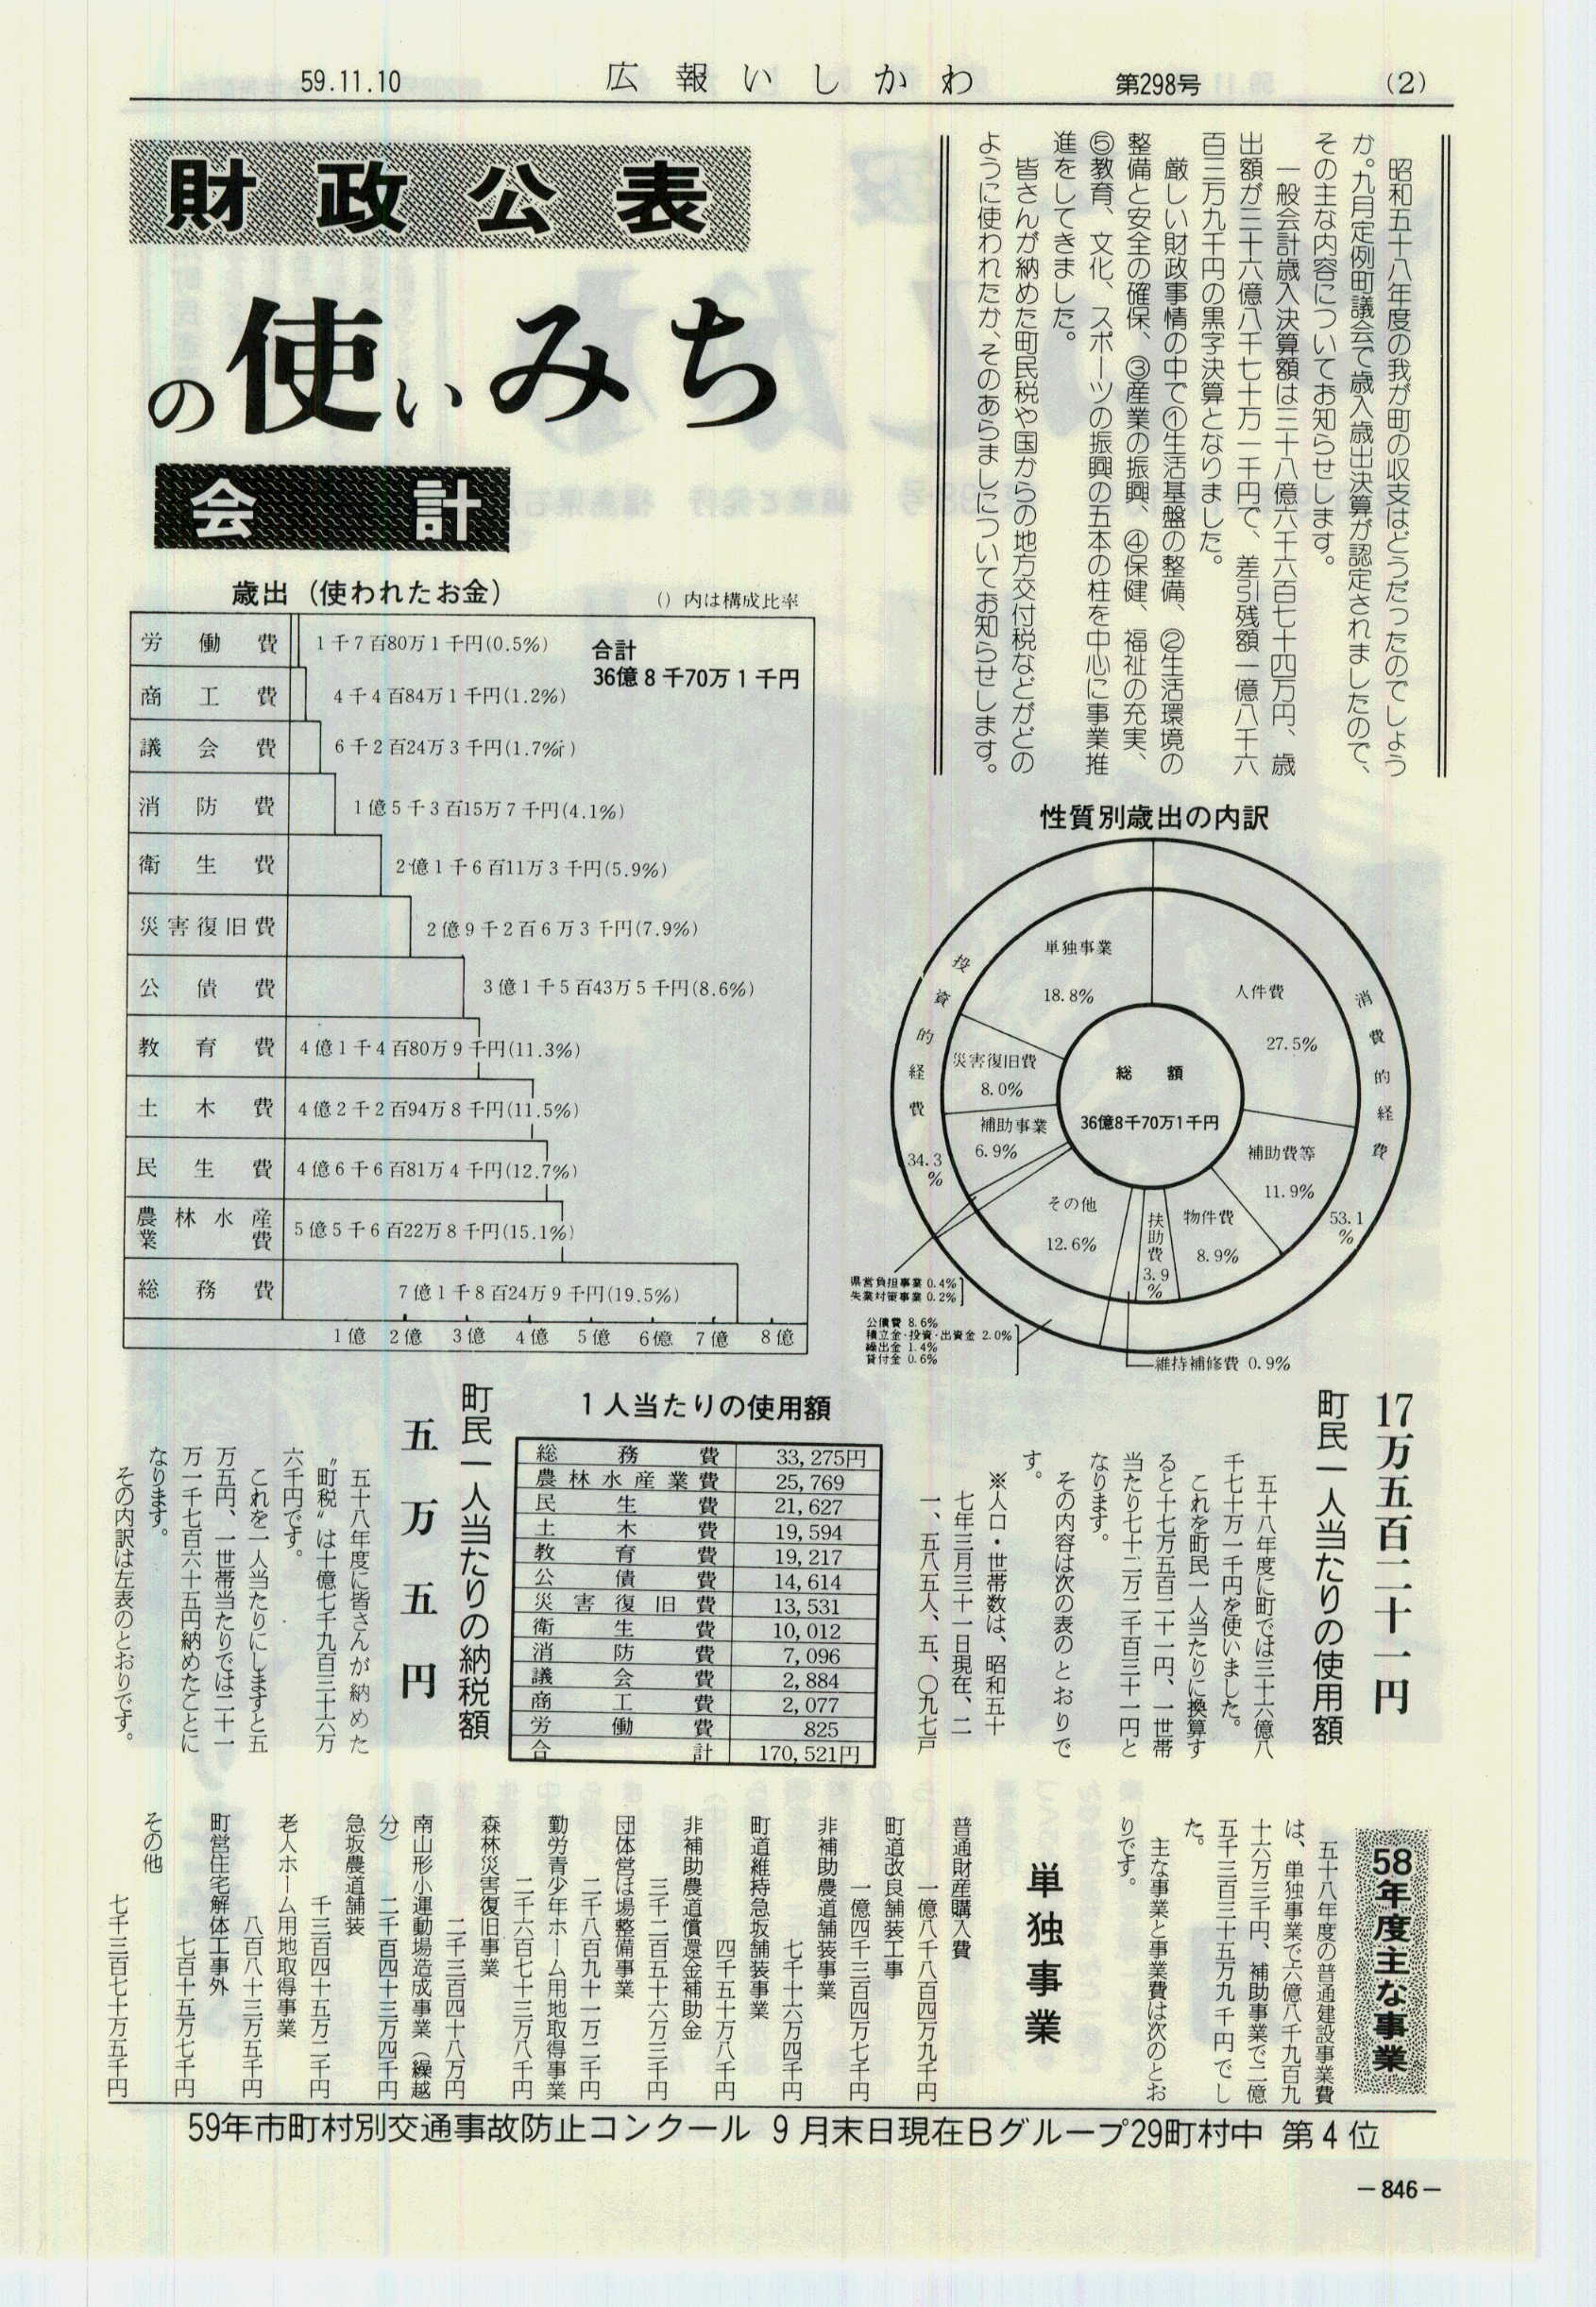 59.11.10
広報いしかわ
第298号
(2)
昭和五十八年度の我が町の収支はどうだったのでしょう
か。九月定例町議会で歳入歳出決算が認定されましたので、
その主な内容についてお知らせします。
一般会計歳入決算額は三十八億六千六百七十四万円、歳
出額が三十六億八千七十万一千円で、差引残額一億八千六
百三万九千円の黒字決算となりました。
厳しい財政事情の中で①生活基盤の整備、②生活環境の
整備と安全の確保、③産業の振興、④保健、福祉の充実、
⑤教育、文化、スポーツの振興の五本の柱を中心に事業推
進をしてきました。
皆さんが納めた町民税や国からの地方交付税などがどの
ように使われたか、そのあらましについてお知らせします。
財政公表
の使いみち
会計
歳出（使われたお金）
（）内は構成比率
合計
36億8千70万1千円
労働費 1千7百80万1千円(0.5%)
商工費 4千4百84万1千円(1.2%)
議会費 6千2百24万3千円(1.7%)
消防費 1億5千3百15万7千円(4.1%)
衛生費 2億1千6百11万3千円(5.9%)
災害復旧費 2億9千2百6万3千円(7.9%)
公債費 3億1千5百43万5千円(8.6%)
教育費 4億1千4百80万9千円(11.3%)
土木費 4億2千2百94万8千円(11.5%)
民生費 4億6千6百81万4千円(12.7%)
農林水産業費 5億5千6百22万8千円(15.1%)
総務費 7億1千8百24万9千円(19.5%)
1億 2億 3億 4億 5億 6億 7億 8億
性質別歳出の内訳
総額
36億8千70万1千円
消費的経費
53.1%
投資的経費
34.3%
人件費
27.5%
補助費等
11.9%
物件費
8.9%
扶助費
3.9%
維持補修費 0.9%
その他
12.6%
単独事業
18.8%
災害復旧費
8.0%
補助事業
6.9%
県営負担事業 0.4%
失業対策事業 0.2%
公債費 8.6%
積立金・投資・出資金 2.0%
繰出金 1.4%
貸付金 0.6%
17万五百二十一円
町民一人当たりの使用額
五十八年度に町では三十六億八
千七十万一千円を使いました。
これを町民一人当たりに換算す
ると十七万五百二十一円、一世帯
当たり七十二万二千百三十一円と
なります。
その内容は次の表のとおりで
す。
※人口・世帯数は、昭和五十
七年三月三十一日現在、二
一、五八五人、五、〇九七戸
1人当たりの使用額
総務費 33,275円
農林水産業費 25,769
民生費 21,627
土木費 19,594
教育費 19,217
公債費 14,614
災害復旧費 13,531
衛生費 10,012
消防費 7,096
議会費 2,884
商工費 2,077
労働費 825
合計 170,521円
町民一人当たりの納税額
五万五円
五十八年度に皆さんが納めた
〝町税〟は十億七千九百三十六万
六千円です。
これを一人当たりにしますと五
万五円、一世帯当たりでは二十一
万一千七百六十五円納めたことに
なります。
その内訳は左表のとおりです。
58年度主な事業
五十八年度の普通建設事業費
は、単独事業で六億八千九百九
十六万三千円、補助事業で二億
五千三百三十五万九千円でし
た。
主な事業と事業費は次のとお
りです。
単独事業
普通財産購入費
一億八千八百四万九千円
町道改良舗装工事
一億四千三百四万七千円
非補助農道舗装事業
七千十六万四千円
町道維持急坂舗装事業
四千五十万八千円
非補助農道償還金補助金
三千二百五十六万三千円
団体営ほ場整備事業
二千八百九十一万二千円
勤労青少年ホーム用地取得事業
二千六百七十三万八千円
森林災害復旧事業
二千三百四十八万円
南山形小運動場造成事業（繰越
分） 二千百四十三万四千円
急坂農道舗装
千三百四十五万二千円
老人ホーム用地取得事業
八百八十三万五千円
町営住宅解体工事外
七百十五万七千円
その他
七千三百七十万五千円
59年市町村別交通事故防止コンクール 9月末日現在Bグループ29町村中 第4位
－846－